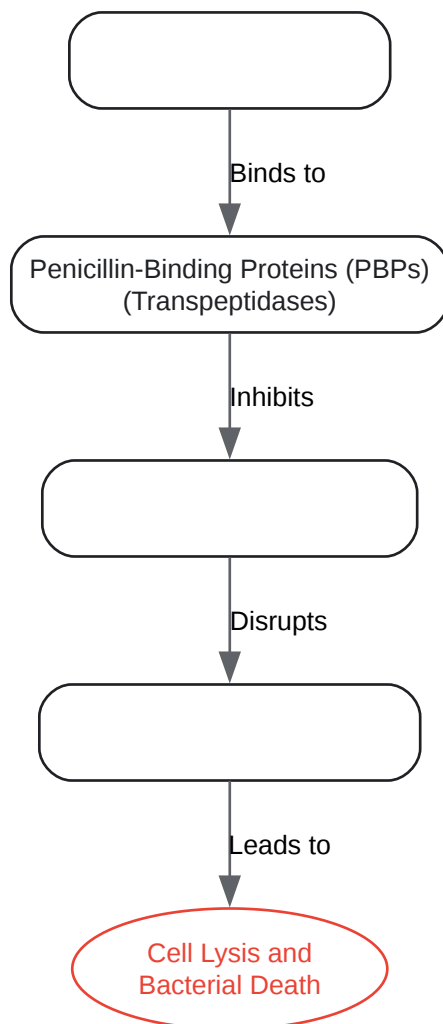 Binds to
Penicillin-Binding Proteins (PBPs)
(Transpeptidases)
Inhibits
Disrupts
Leads to
Cell Lysis and
Bacterial Death